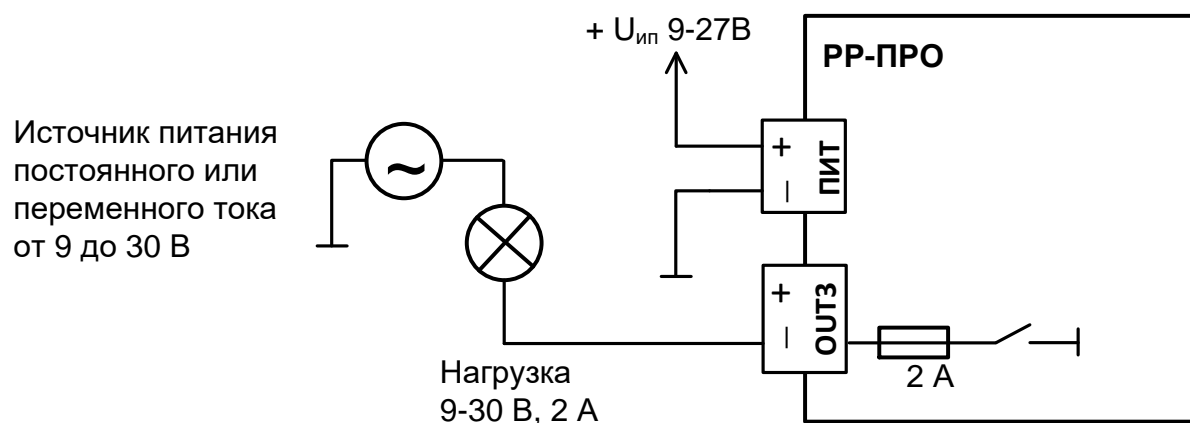 + Uип 9-27В
РР-ПРО
Источник питания
постоянного или
переменного тока
от 9 до 30 В
~
+
–
ПИТ
+
–
OUT3
2 А
Нагрузка
9-30 В, 2 А